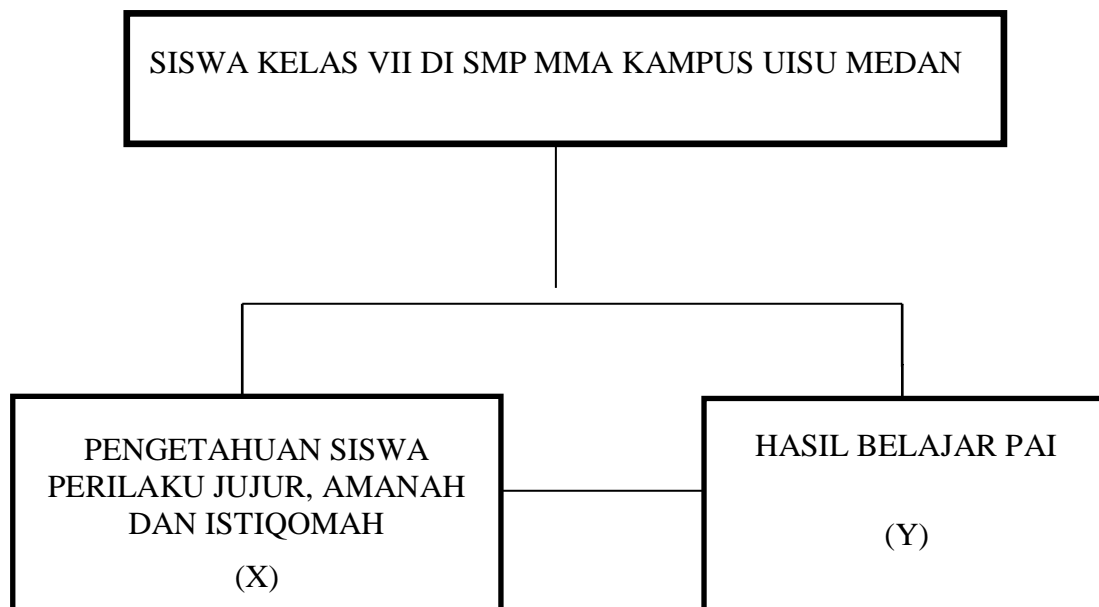 SISWA KELAS VII DI SMP MMA KAMPUS UISU MEDAN
PENGETAHUAN SISWA
PERILAKU JUJUR, AMANAH
DAN ISTIQOMAH
(X)
HASIL BELAJAR PAI
(Y)